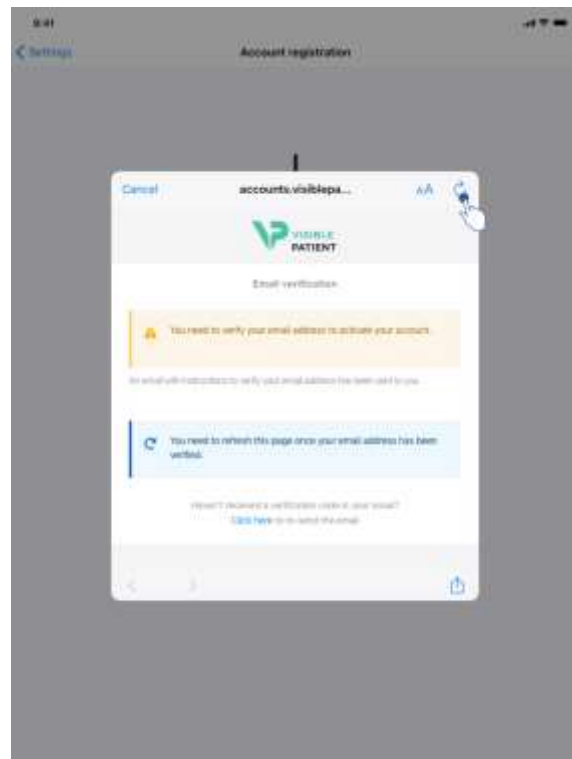 9:41
Settings
Account registration
Cancel
accounts.visiblepa...
AA
VP VISIBLE
PATIENT
Email verification
You need to verify your email address to activate your account.
An email with instructions to verify your email address has been sent to you.
You need to refresh this page once your email address has been
verified.
Haven't received a verification code in your email?
Click here to re-send the email.